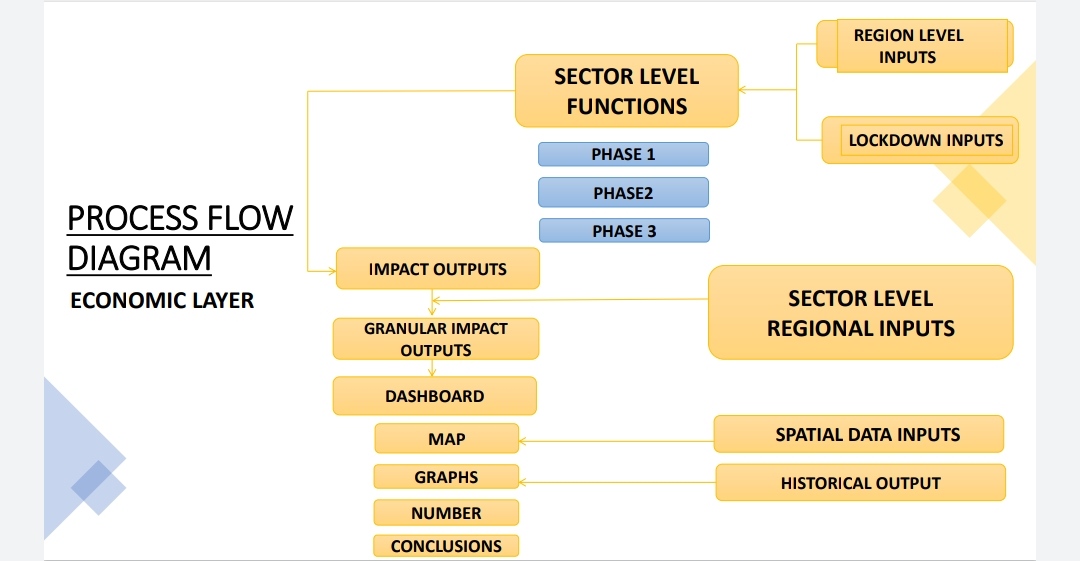 REGION LEVEL
INPUTS
SECTOR LEVEL
FUNCTIONS
LOCKDOWN INPUTS
PHASE 1
PHASE2
PHASE 3
PROCESS FLOW
DIAGRAM
ECONOMIC LAYER
IMPACT OUTPUTS
SECTOR LEVEL
REGIONAL INPUTS
GRANULAR IMPACT
OUTPUTS
DASHBOARD
MAP
SPATIAL DATA INPUTS
GRAPHS
HISTORICAL OUTPUT
NUMBER
CONCLUSIONS